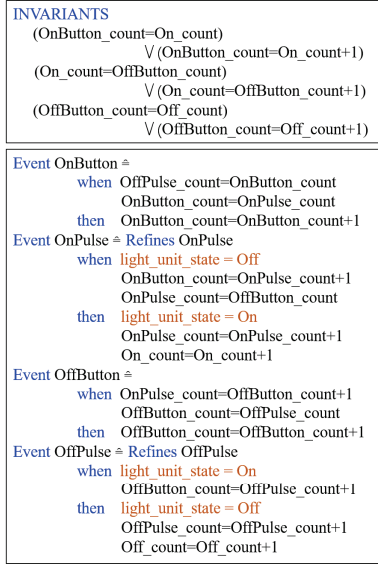 INVARIANTS
(OnButton_count=On_count)
\/ (OnButton_count=On_count+1)
(On_count=OffButton_count)
\/ (On_count=OffButton_count+1)
(OffButton_count=Off_count)
\/ (OffButton_count=Off_count+1)
Event OnButton ≙
when OffPulse_count=OnButton_count
OnButton_count=OnPulse_count
then OnButton_count=OnButton_count+1
Event OnPulse ≙ Refines OnPulse
when light_unit_state = Off
OnButton_count=OnPulse_count+1
OnPulse_count=OffButton_count
then light_unit_state = On
OnPulse_count=OnPulse_count+1
On_count=On_count+1
Event OffButton ≙
when OnPulse_count=OffButton_count+1
OffButton_count=OffPulse_count
then OffButton_count=OffButton_count+1
Event OffPulse ≙ Refines OffPulse
when light_unit_state = On
OffButton_count=OffPulse_count+1
then light_unit_state = Off
OffPulse_count=OffPulse_count+1
Off_count=Off_count+1